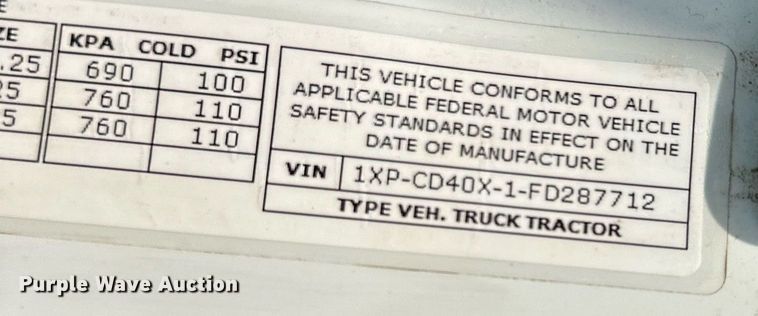 E
ZE
.25
25
5
KPA COLD PSI
690 100
760 110
760 110
THIS VEHICLE CONFORMS TO ALL
APPLICABLE FEDERAL MOTOR VEHICLE
SAFETY STANDARDS IN EFFECT ON THE
DATE OF MANUFACTURE
VIN 1XP-CD40X-1-FD287712
TYPE VEH. TRUCK TRACTOR
Purple Wave Auction